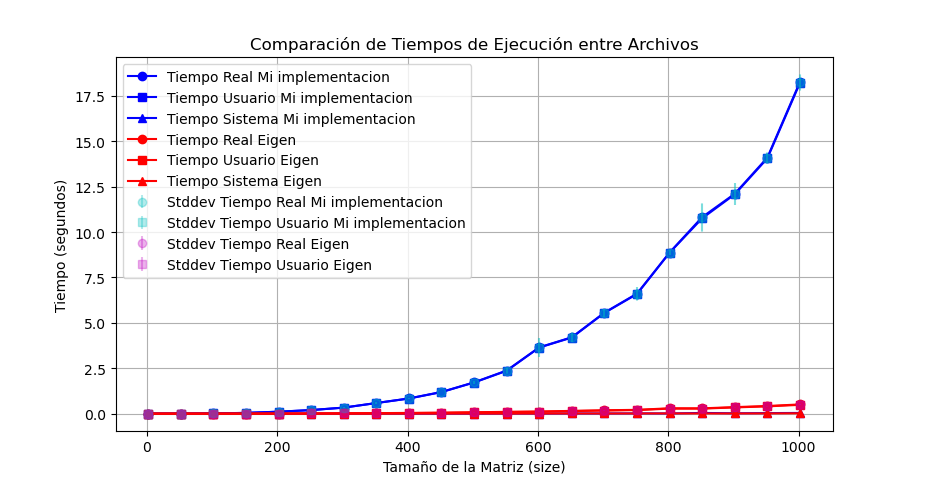 Comparación de Tiempos de Ejecución entre Archivos
Tiempo Real Mi implementacion
Tiempo Usuario Mi implementacion
Tiempo Sistema Mi implementacion
Tiempo Real Eigen
Tiempo Usuario Eigen
Tiempo Sistema Eigen
Stddev Tiempo Real Mi implementacion
Stddev Tiempo Usuario Mi implementacion
Stddev Tiempo Real Eigen
Stddev Tiempo Usuario Eigen
Tiempo (segundos)
17.5
15.0
12.5
10.0
7.5
5.0
2.5
0.0
0 200 400 600 800 1000
Tamaño de la Matriz (size)